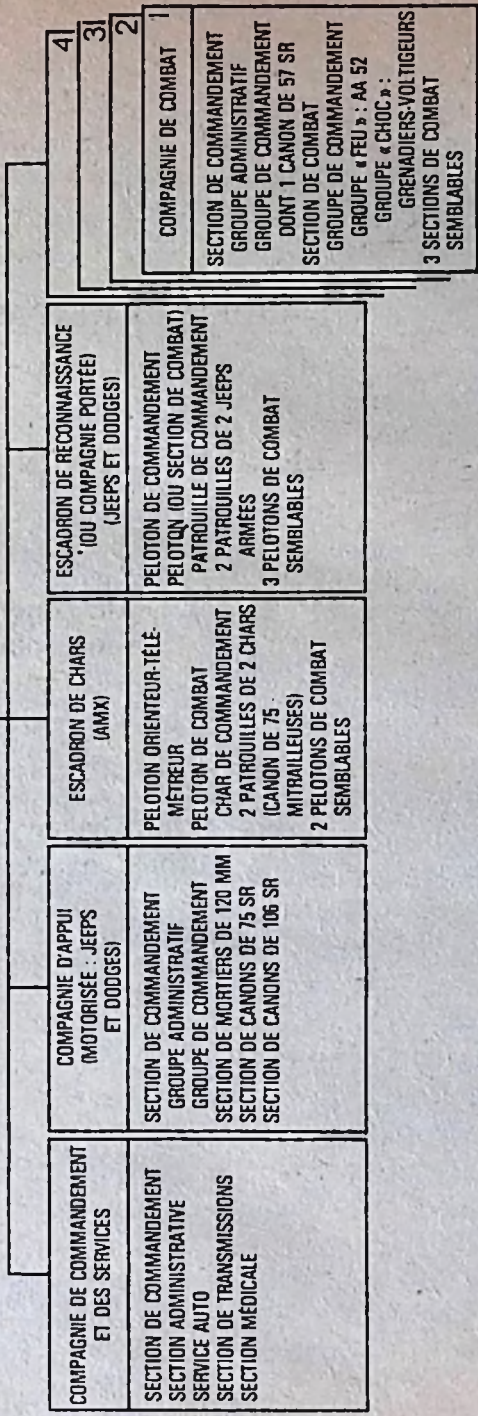 COMPAGNIE DE COMMANDEMENT
ET DES SERVICES
SECTION DE COMMANDEMENT
SECTION ADMINISTRATIVE
SERVICE AUTO
SECTION DE TRANSMISSIONS
SECTION MÉDICALE
COMPAGNIE D'APPUI
(MOTORISÉE : JEEPS
ET DODGES)
SECTION DE COMMANDEMENT
GROUPE ADMINISTRATIF
GROUPE DE COMMANDEMENT
SECTION DE MORTIERS DE 120 MM
SECTION DE CANONS DE 75 SR
SECTION DE CANONS DE 106 SR
ESCADRON DE CHARS
(AMX)
PELOTON ORIENTEUR-TÉLÉ-
MÉTREUR
PELOTON DE COMBAT
CHAR DE COMMANDEMENT
2 PATROUILLES DE 2 CHARS
(CANON DE 75
MITRAILLEUSES)
2 PELOTONS DE COMBAT
SEMBLABLES
ESCADRON DE RECONNAISSANCE
(OU COMPAGNIE PORTÉE)
(JEEPS ET DODGES)
PELOTON DE COMMANDEMENT
PELOTON (OU SECTION DE COMBAT)
PATROUILLE DE COMMANDEMENT
2 PATROUILLES DE 2 JEEPS
ARMÉES
3 PELOTONS DE COMBAT
SEMBLABLES
4
3
2
1
COMPAGNIE DE COMBAT
SECTION DE COMMANDEMENT
GROUPE ADMINISTRATIF
GROUPE DE COMMANDEMENT
DONT 1 CANON DE 57 SR
SECTION DE COMBAT
GROUPE DE COMMANDEMENT
GROUPE « FEU » : AA 52
GROUPE « CHOC » :
GRENADIERS-VOLTIGEURS
3 SECTIONS DE COMBAT
SEMBLABLES